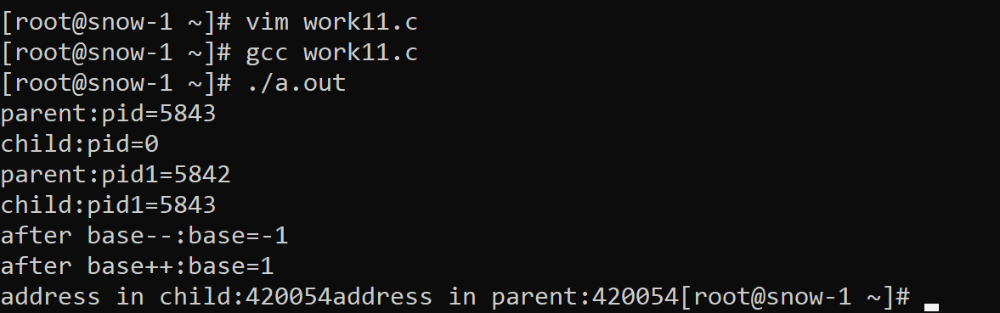 [root@snow-1 ~]# vim work11.c
[root@snow-1 ~]# gcc work11.c
[root@snow-1 ~]# ./a.out
parent:pid=5843
child:pid=0
parent:pid1=5842
child:pid1=5843
after base--:base=-1
after base++:base=1
address in child:420054address in parent:420054[root@snow-1 ~]#